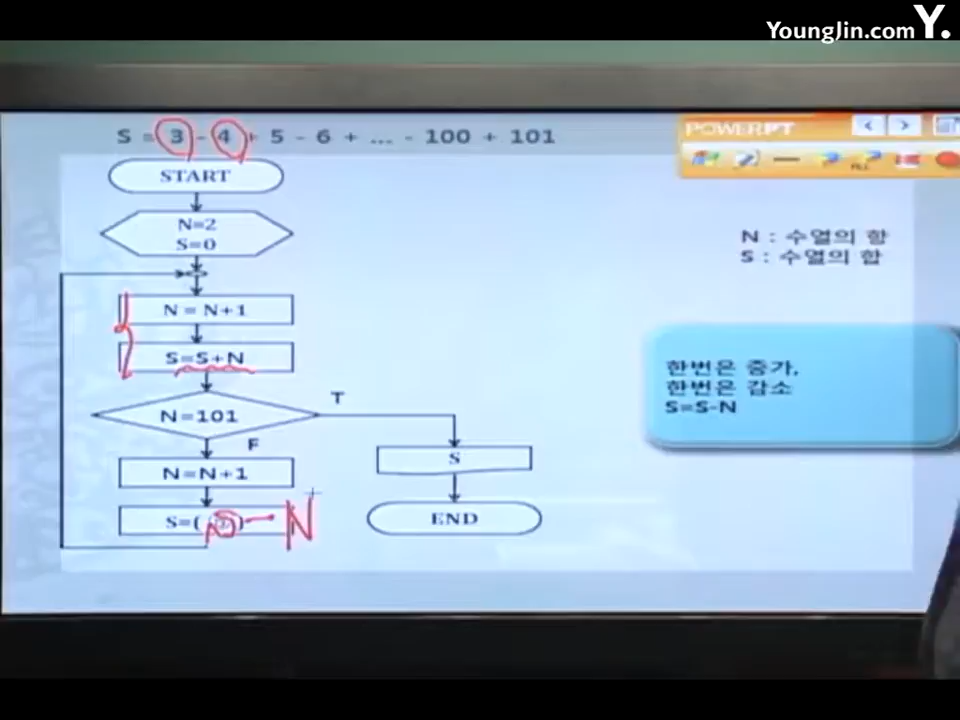 YoungJin.com Y.
S = 3 - 4 + 5 - 6 + ... - 100 + 101
POWERPT
START
N=2
S=0
N : 수열의 항
S : 수열의 합
N = N+1
S=S+N
한번은 증가,
한번은 감소
S=S-N
N=101
T
F
S
N=N+1
S=( S - N
END